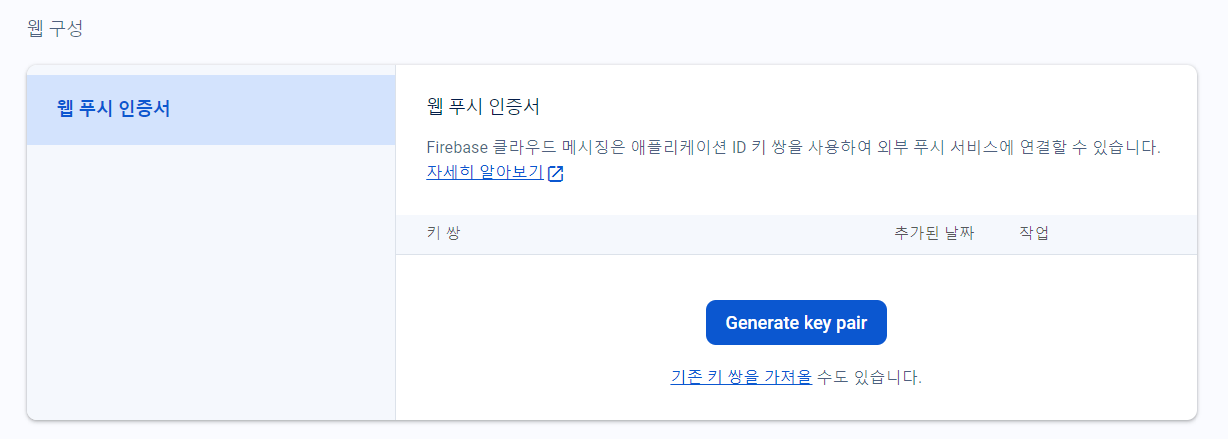 웹 구성
웹 푸시 인증서
웹 푸시 인증서
Firebase 클라우드 메시징은 애플리케이션 ID 키 쌍을 사용하여 외부 푸시 서비스에 연결할 수 있습니다.
자세히 알아보기
키 쌍 추가된 날짜 작업
Generate key pair
기존 키 쌍을 가져올 수도 있습니다.